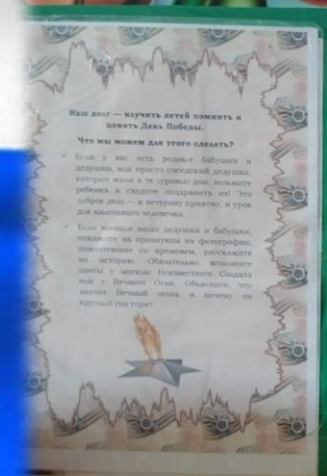 Наш долг — научить детей помнить и
ценить День Победы.
Что мы можем для этого сделать?
✓ Если у вас есть родные бабушки и
дедушки, или просто соседский дедушка,
которые жили в те суровые дни, возьмите
ребенка и сходите поздравить их! Это
доброе дело — и ветерану приятно, и урок
для маленького человечка.
✓ Если воевали ваши дедушки и бабушки,
покажите их правнукам их фотографии,
пожелтевшие со временем, расскажите
их историю. Обязательно возложите
цветы у могилы Неизвестного Солдата
или у Вечного Огня. Объясните, что
значит Вечный огонь и почему он
круглый год горит.